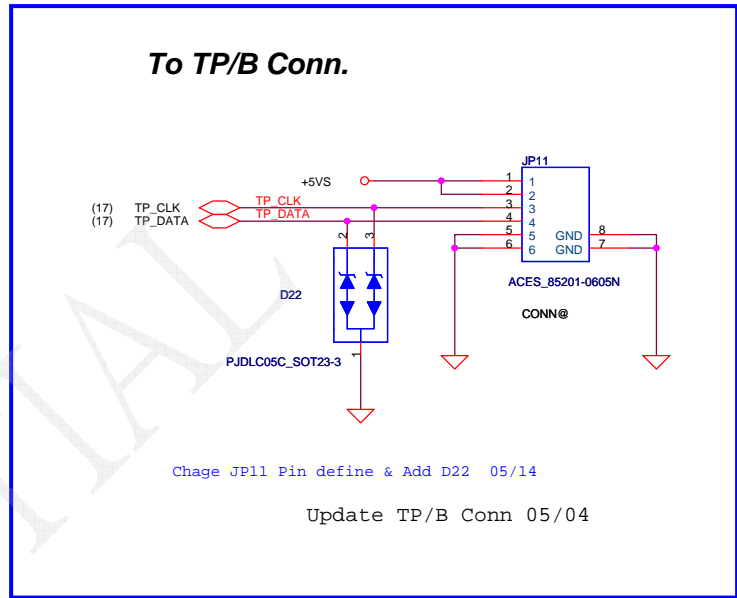 To TP/B Conn.
JP11
+5VS
1 1
2 2
(17) TP_CLK TP_CLK 3 3
(17) TP_DATA TP_DATA 4 4
5 5 GND 8
6 6 GND 7
2 3
D22
ACES_85201-0605N
CONN@
1
PJDLC05C_SOT23-3
Chage JP11 Pin define & Add D22 05/14
Update TP/B Conn 05/04